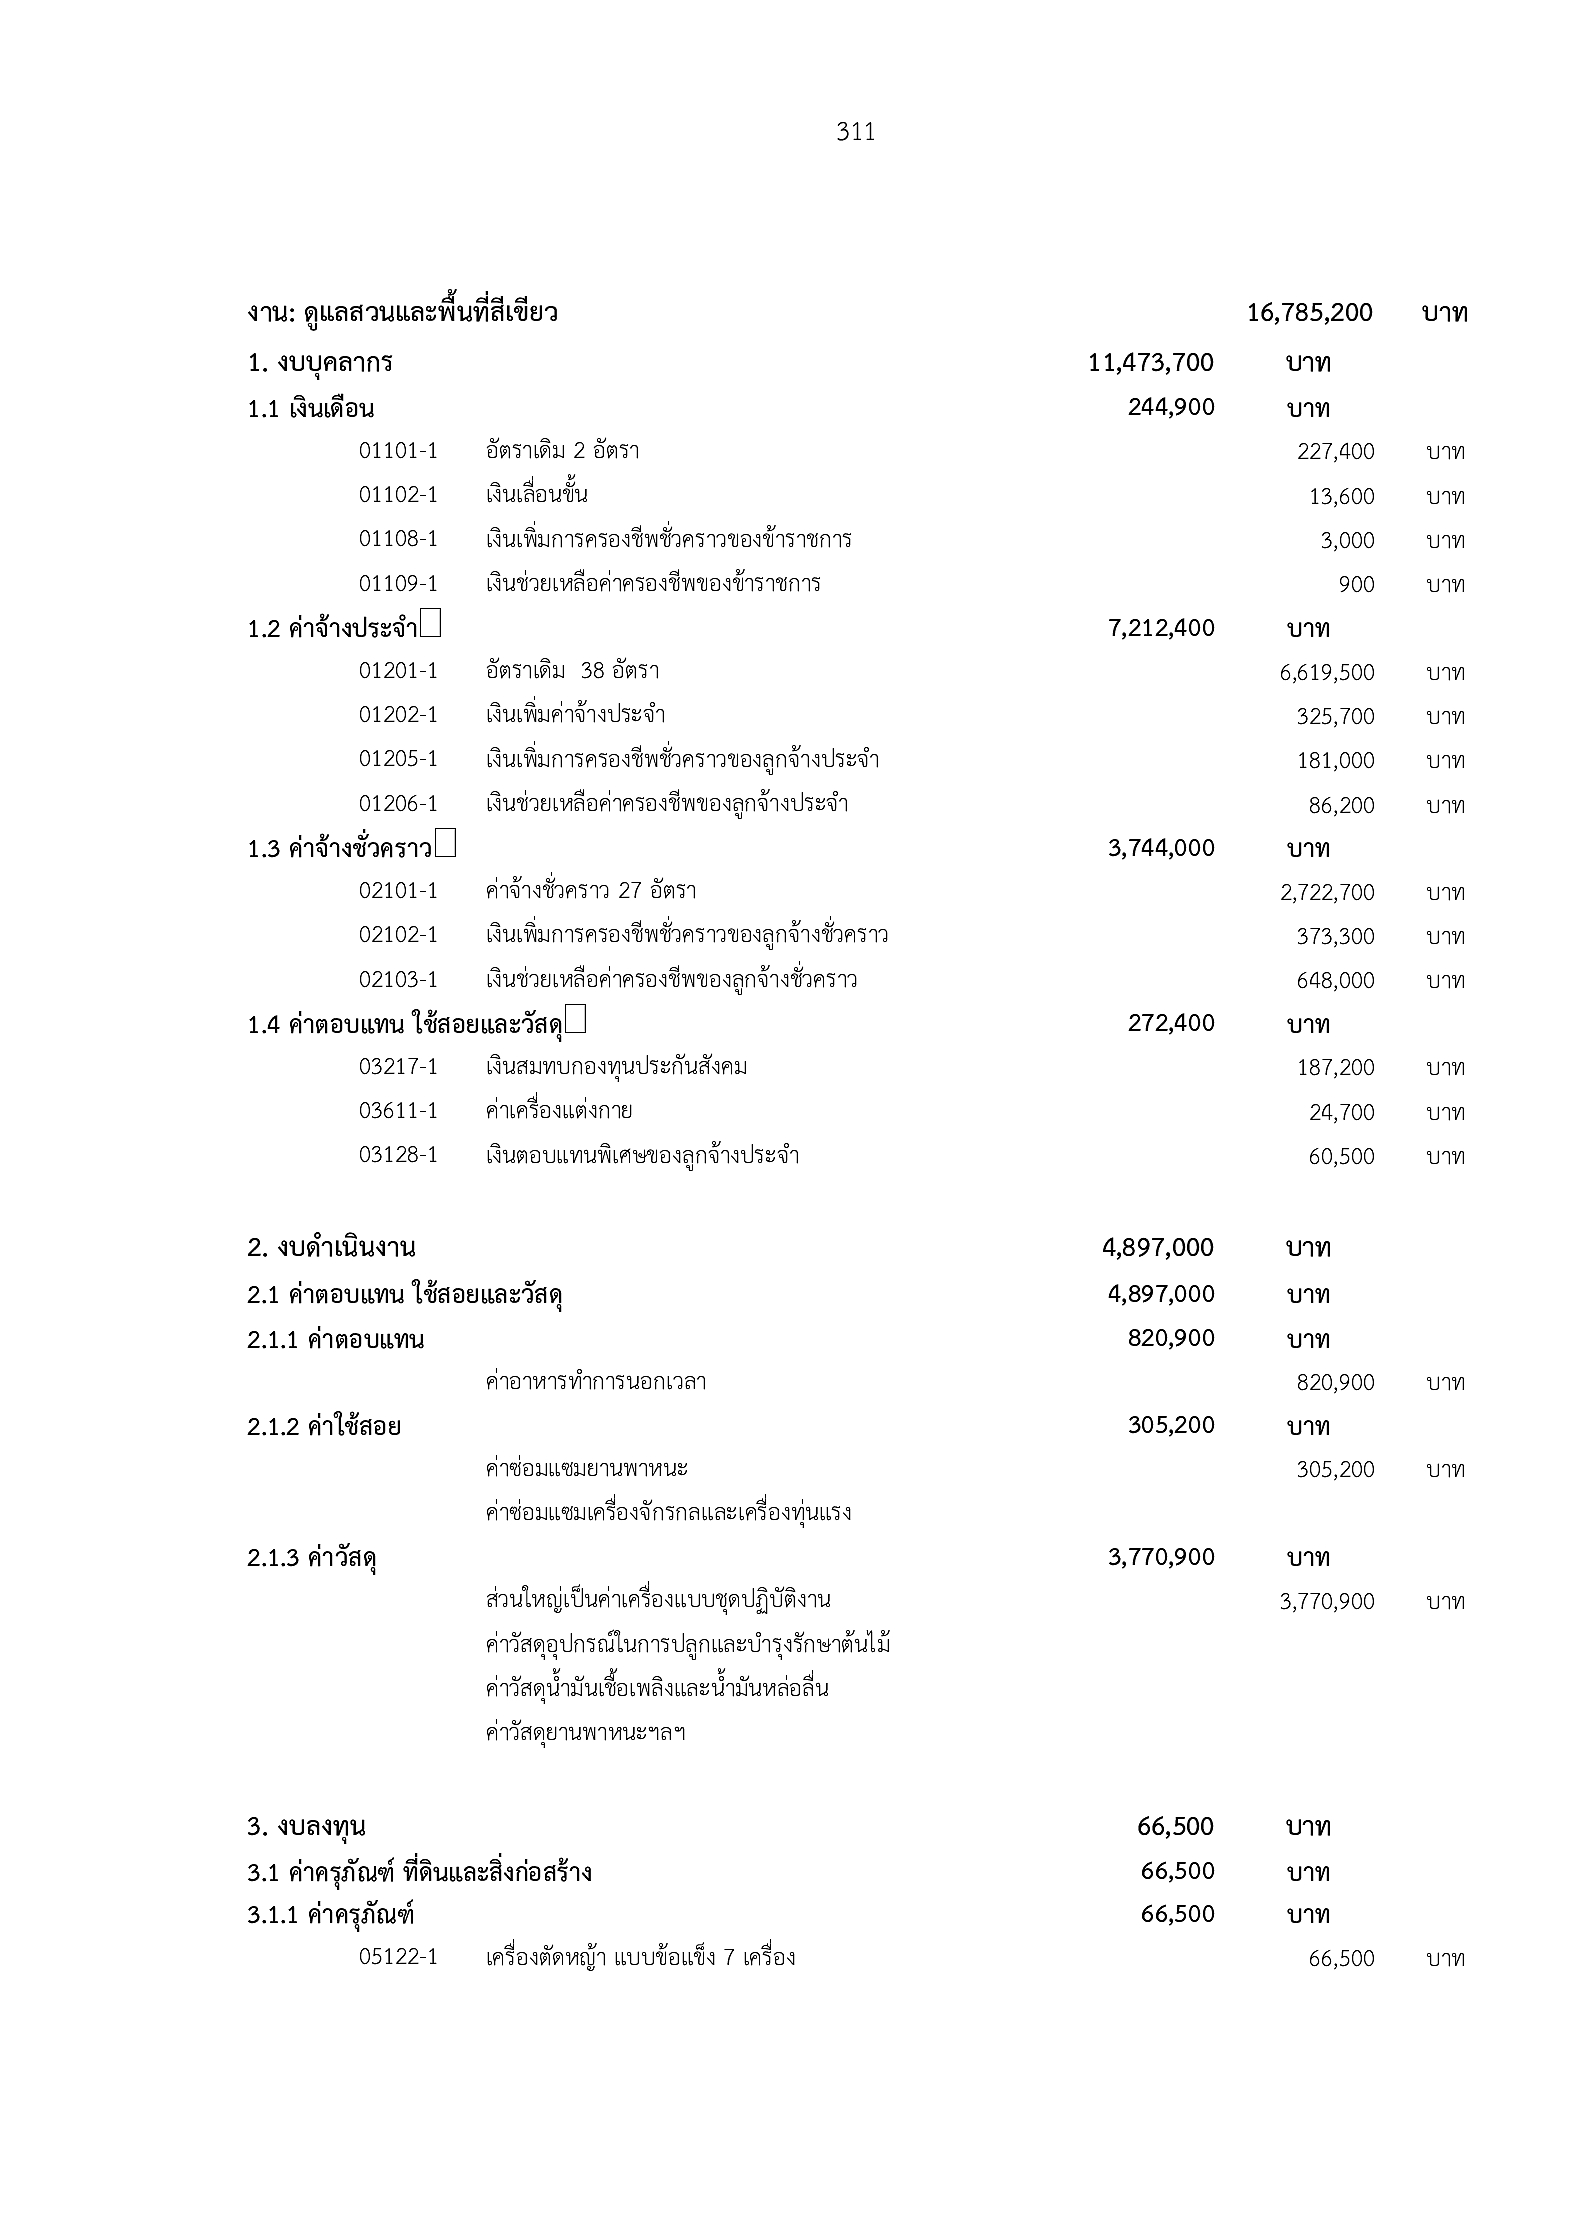 311
งาน: ดูแลสวนและพื้นที่สีเขียว 16,785,200 บาท
1. งบบุคลากร 11,473,700 บาท
1.1 เงินเดือน 244,900 บาท
01101-1 อัตราเดิม 2 อัตรา 227,400 บาท
01102-1 เงินเลื่อนขั้น 13,600 บาท
01108-1 เงินเพิ่มการครองชีพชั่วคราวของข้าราชการ 3,000 บาท
01109-1 เงินช่วยเหลือค่าครองชีพของข้าราชการ 900 บาท
1.2 ค่าจ้างประจำ 7,212,400 บาท
01201-1 อัตราเดิม 38 อัตรา 6,619,500 บาท
01202-1 เงินเพิ่มค่าจ้างประจำ 325,700 บาท
01205-1 เงินเพิ่มการครองชีพชั่วคราวของลูกจ้างประจำ 181,000 บาท
01206-1 เงินช่วยเหลือค่าครองชีพของลูกจ้างประจำ 86,200 บาท
1.3 ค่าจ้างชั่วคราว 3,744,000 บาท
02101-1 ค่าจ้างชั่วคราว 27 อัตรา 2,722,700 บาท
02102-1 เงินเพิ่มการครองชีพชั่วคราวของลูกจ้างชั่วคราว 373,300 บาท
02103-1 เงินช่วยเหลือค่าครองชีพของลูกจ้างชั่วคราว 648,000 บาท
1.4 ค่าตอบแทน ใช้สอยและวัสดุ 272,400 บาท
03217-1 เงินสมทบกองทุนประกันสังคม 187,200 บาท
03611-1 ค่าเครื่องแต่งกาย 24,700 บาท
03128-1 เงินตอบแทนพิเศษของลูกจ้างประจำ 60,500 บาท
2. งบดำเนินงาน 4,897,000 บาท
2.1 ค่าตอบแทน ใช้สอยและวัสดุ 4,897,000 บาท
2.1.1 ค่าตอบแทน 820,900 บาท
ค่าอาหารทำการนอกเวลา 820,900 บาท
2.1.2 ค่าใช้สอย 305,200 บาท
ค่าซ่อมแซมยานพาหนะ 305,200 บาท
ค่าซ่อมแซมเครื่องจักรกลและเครื่องทุ่นแรง
2.1.3 ค่าวัสดุ 3,770,900 บาท
ส่วนใหญ่เป็นค่าเครื่องแบบชุดปฏิบัติงาน 3,770,900 บาท
ค่าวัสดุอุปกรณ์ในการปลูกและบำรุงรักษาต้นไม้
ค่าวัสดุน้ำมันเชื้อเพลิงและน้ำมันหล่อลื่น
ค่าวัสดุยานพาหนะฯลฯ
3. งบลงทุน 66,500 บาท
3.1 ค่าครุภัณฑ์ ที่ดินและสิ่งก่อสร้าง 66,500 บาท
3.1.1 ค่าครุภัณฑ์ 66,500 บาท
05122-1 เครื่องตัดหญ้า แบบข้อแข็ง 7 เครื่อง 66,500 บาท